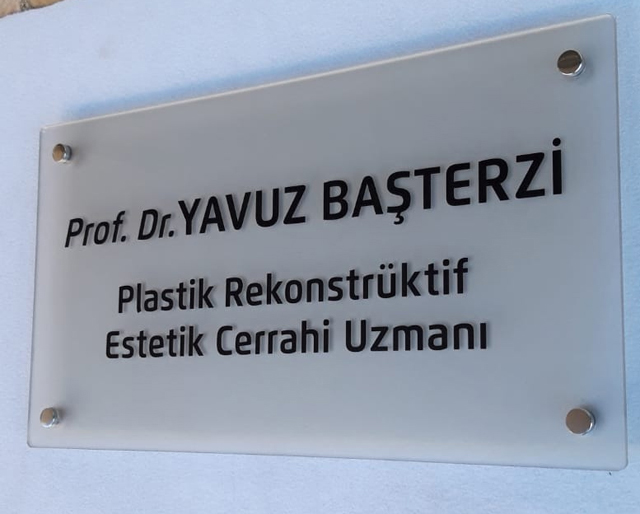 Prof. Dr.YAVUZ BAŞTERZİ
Plastik Rekonstrüktif
Estetik Cerrahi Uzmanı